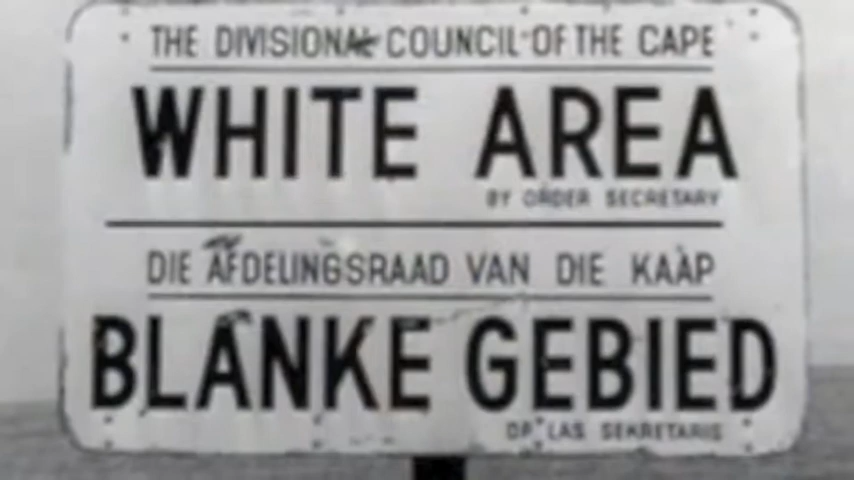 THE DIVISIONAL COUNCIL OF THE CAPE
WHITE AREA
BY ORDER SECRETARY
DIE AFDELINGSRAAD VAN DIE KAAP
BLANKE GEBIED
OP LAS SEKRETARIS